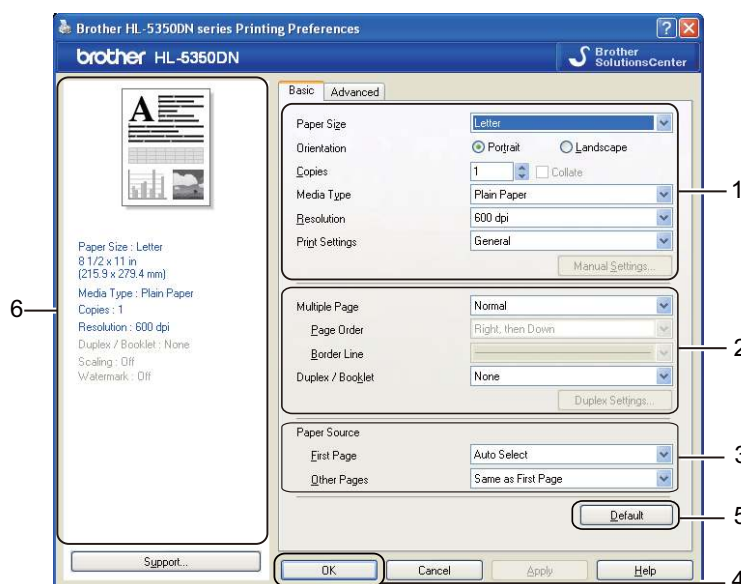 Brother HL-5350DN series Printing Preferences
brother HL-5350DN
Brother
SolutionsCenter
Basic Advanced
Paper Size Letter
Orientation Portrait Landscape
Copies 1 Collate
Media Type Plain Paper
Resolution 600 dpi
Print Settings General
Manual Settings...
1
Multiple Page Normal
Page Order Right, then Down
Border Line
Duplex / Booklet None
Duplex Settings...
2
Paper Source
First Page Auto Select
Other Pages Same as First Page
3
Default
5
OK Cancel Apply Help
4
A
Paper Size : Letter
8 1/2 x 11 in
(215.9 x 279.4 mm)
Media Type : Plain Paper
Copies : 1
Resolution : 600 dpi
Duplex / Booklet : None
Scaling : Off
Watermark : Off
6
Support...